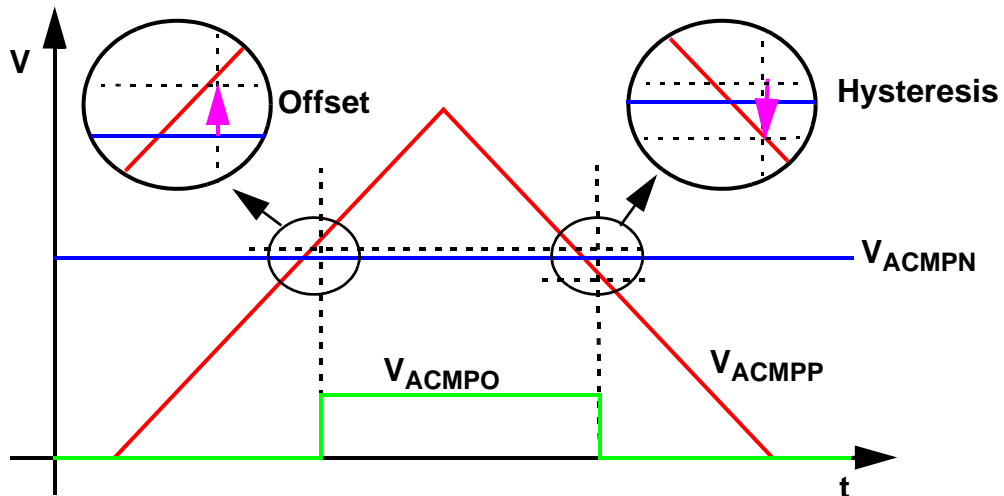 V
Offset
Hysteresis
VACMPN
VACMPO
VACMPP
t